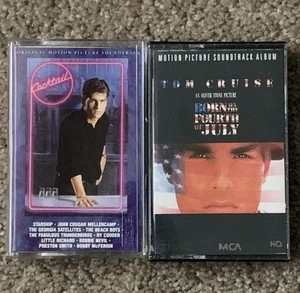 ORIGINAL MOTION PICTURE SOUNDTRACK
Cocktail
STARSHIP · JOHN COUGAR MELLENCAMP ·
THE GEORGIA SATELLITES · THE BEACH BOYS
THE FABULOUS THUNDERBIRDS · RY COODER
LITTLE RICHARD · ROBBIE NEVIL ·
PRESTON SMITH · BOBBY McFERRIN
MOTION PICTURE SOUNDTRACK ALBUM
TOM CRUISE
AN OLIVER STONE PICTURE
BORN ON THE
FOURTH
OF JULY
MCA
HQ